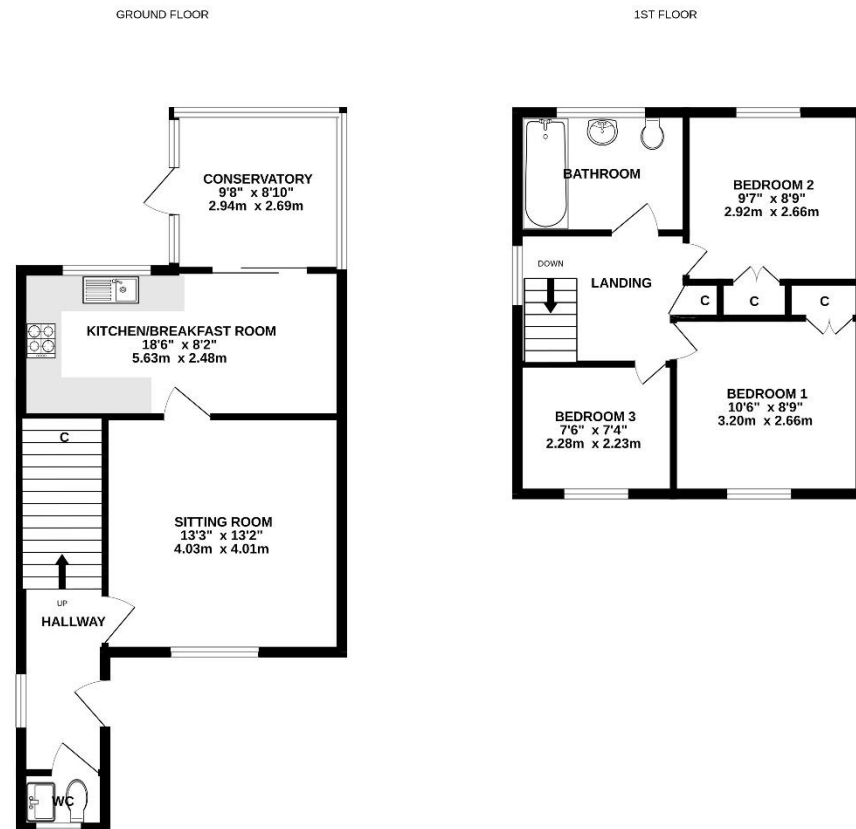 GROUND FLOOR
1ST FLOOR
CONSERVATORY
9'8" x 8'10"
2.94m x 2.69m
KITCHEN/BREAKFAST ROOM
18'6" x 8'2"
5.63m x 2.48m
C
SITTING ROOM
13'3" x 13'2"
4.03m x 4.01m
UP
HALLWAY
WC
BATHROOM
BEDROOM 2
9'7" x 8'9"
2.92m x 2.66m
DOWN
LANDING
C
C
C
BEDROOM 1
10'6" x 8'9"
3.20m x 2.66m
BEDROOM 3
7'6" x 7'4"
2.28m x 2.23m